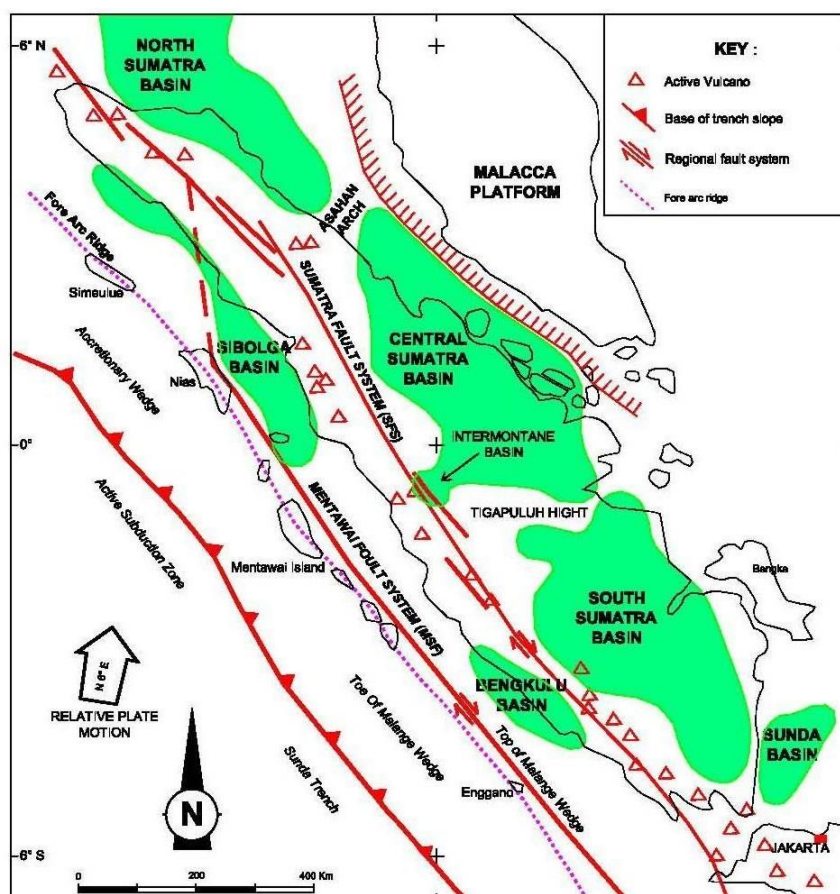 6° N
NORTH
SUMATRA
BASIN
KEY :
Active Vulcano
Base of trench slope
Regional fault system
Fore arc ridge
MALACCA
PLATFORM
ASAHAN
ARCH
Fore Arc Ridge
Simeulue
SUMATRA FAULT SYSTEM (SFS)
CENTRAL
SUMATRA
BASIN
SIBOLGA
BASIN
Accretionary Wedge
Nias
0°
INTERMONTANE
BASIN
Active Subduction Zone
MENTAWAI FOULT SYSTEM (MSF)
TIGAPULUH HIGHT
Mentawai Island
Bangka
SOUTH
SUMATRA
BASIN
N 6° E
RELATIVE PLATE
MOTION
BENGKULU
BASIN
Toe Of Malange Wedge
Top of Malange Wedge
SUNDA
BASIN
Sunda Trench
Enggano
N
JAKARTA
6° S
0
200
400 Km